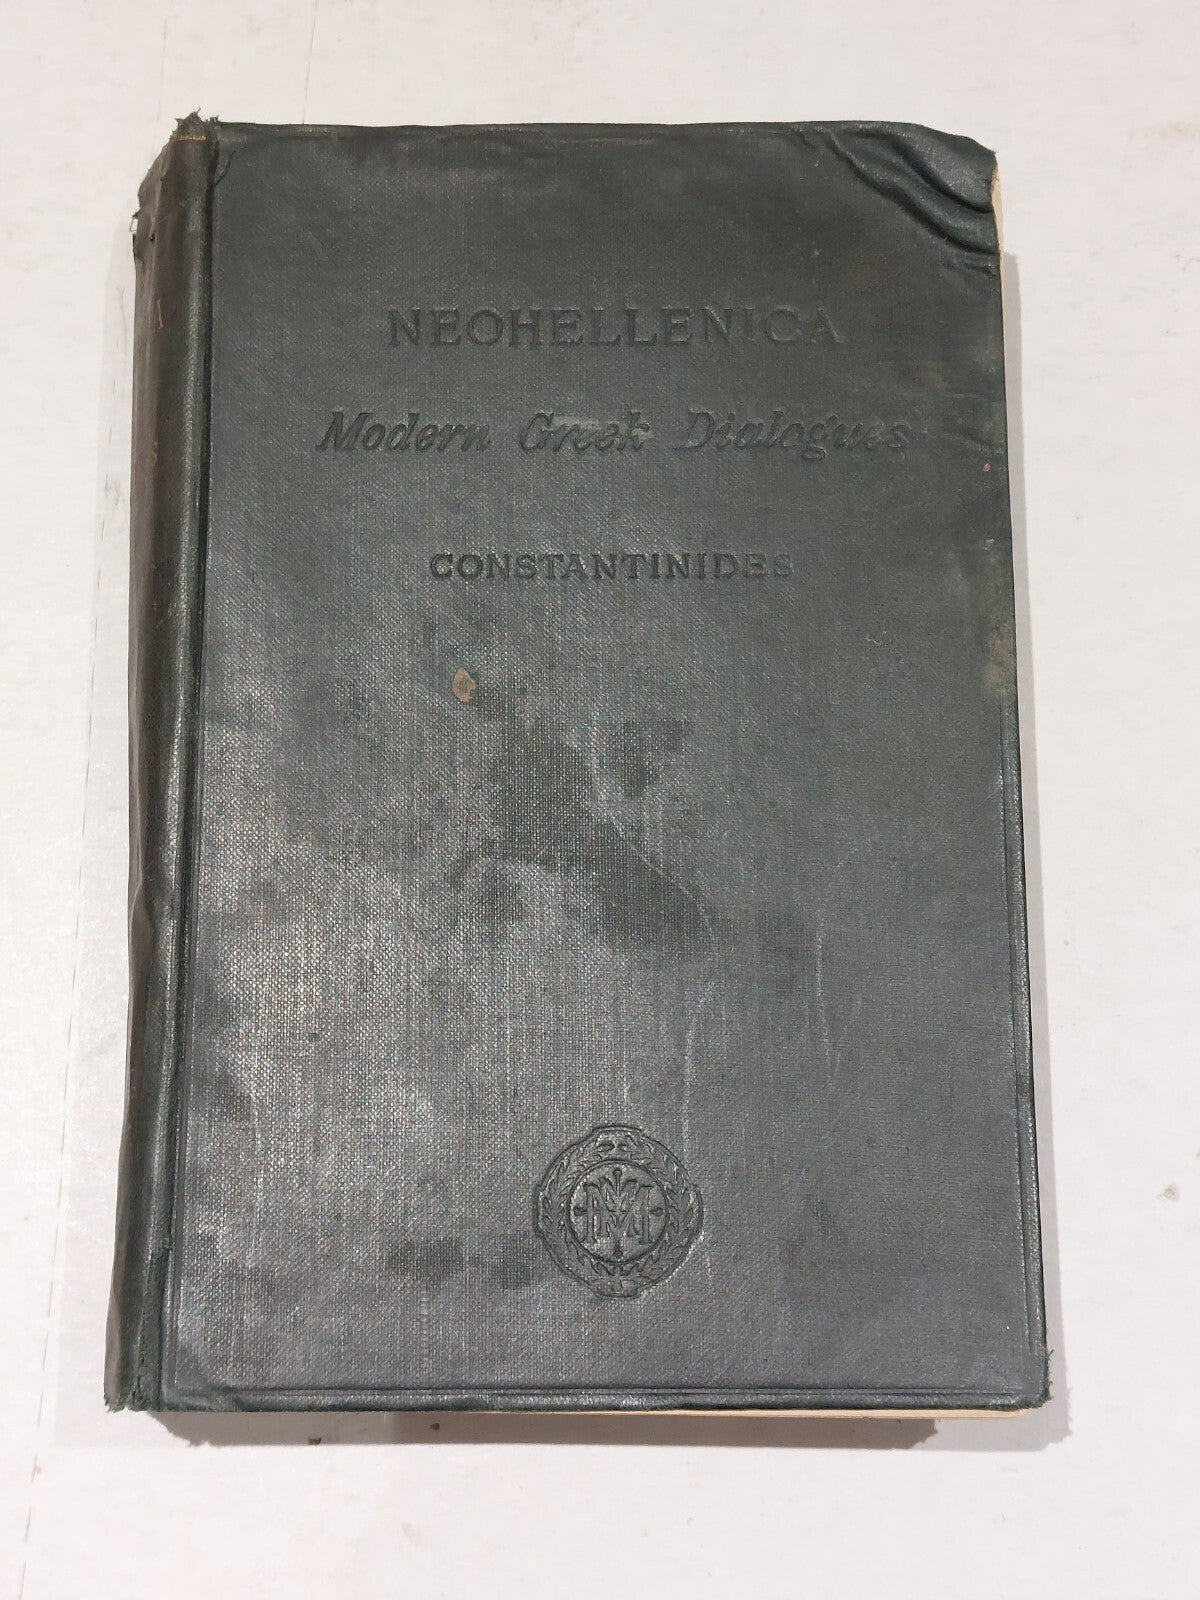 NEOHELLENICA
Modern Greek Dialogues
CONSTANTINIDES